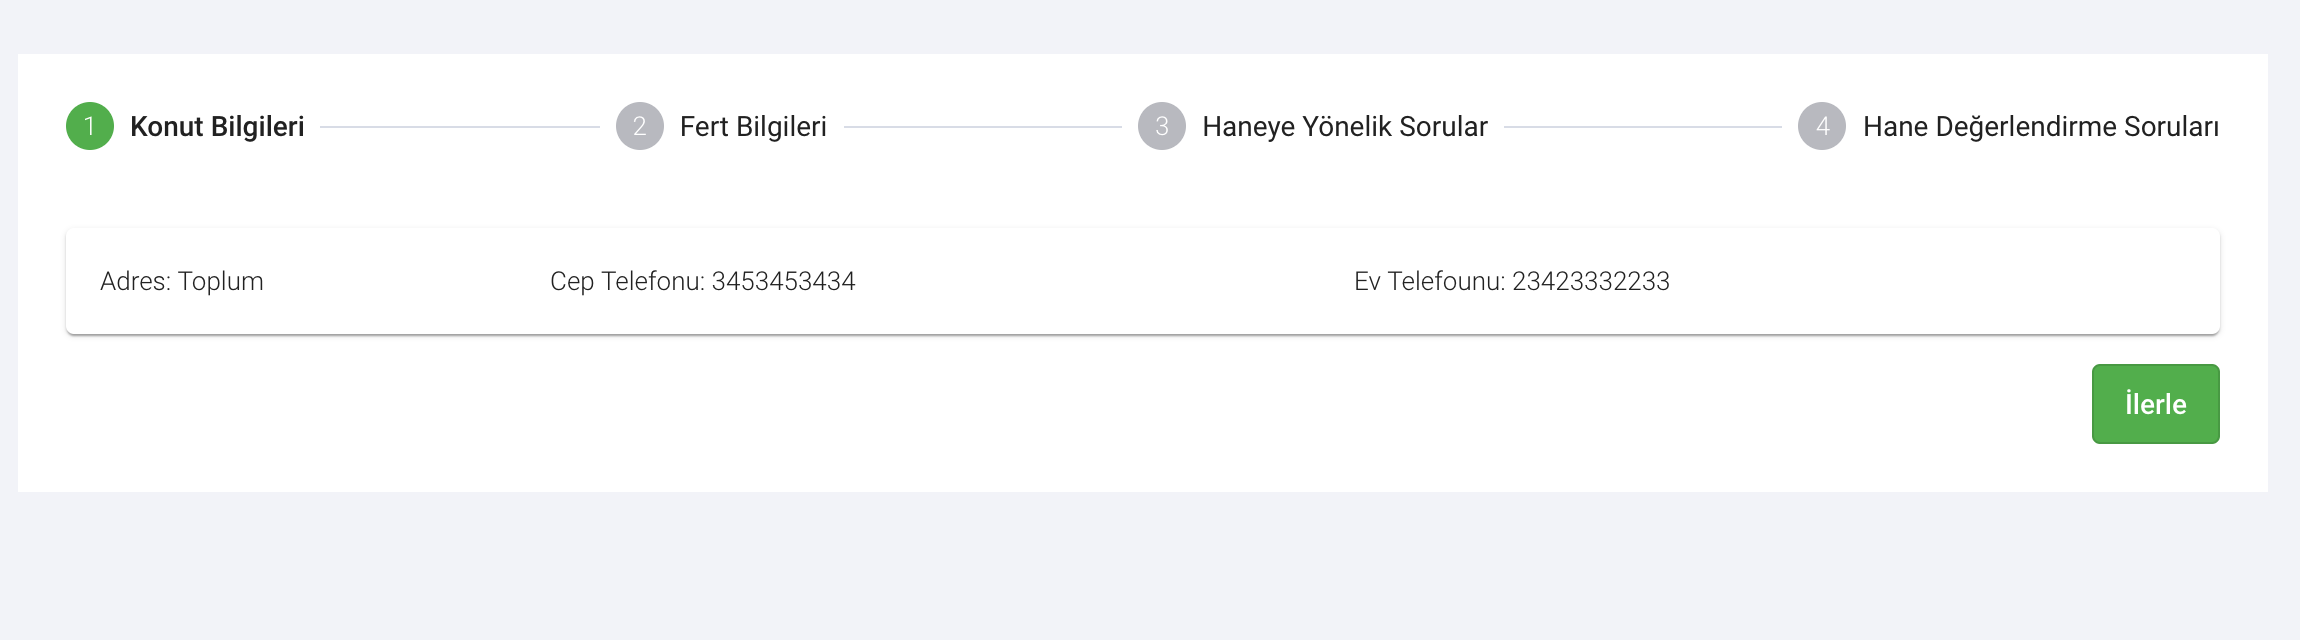 1 Konut Bilgileri 2 Fert Bilgileri 3 Haneye Yönelik Sorular 4 Hane Değerlendirme Soruları
Adres: Toplum Cep Telefonu: 3453453434 Ev Telefounu: 23423332233
İlerle